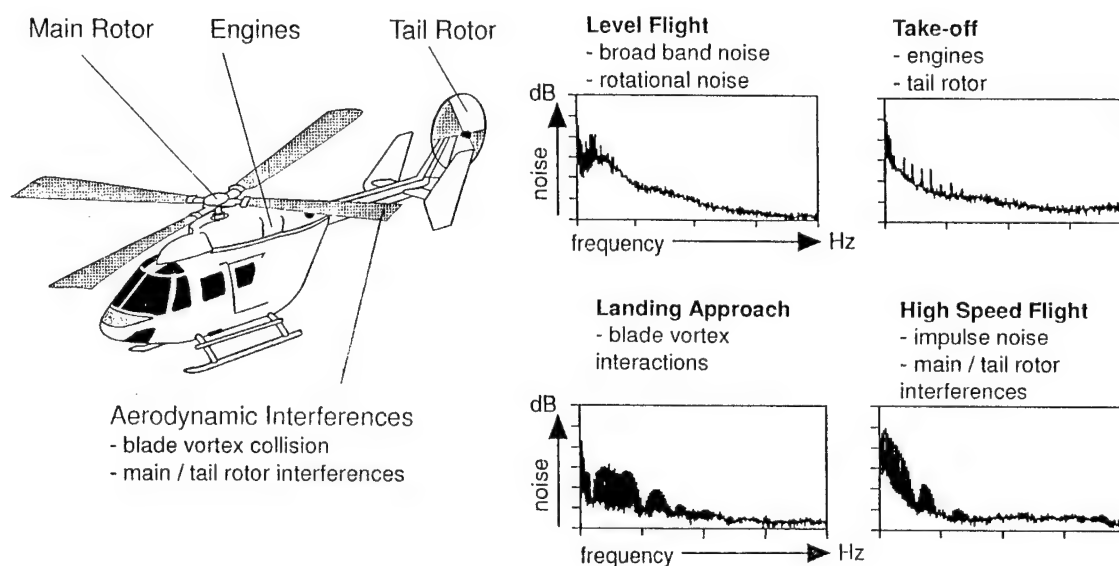 Main Rotor
Engines
Tail Rotor
Aerodynamic Interferences
- blade vortex collision
- main / tail rotor interferences
Level Flight
- broad band noise
- rotational noise
dB
noise
frequency
Hz
Take-off
- engines
- tail rotor
Landing Approach
- blade vortex
interactions
dB
noise
frequency
Hz
High Speed Flight
- impulse noise
- main / tail rotor
interferences